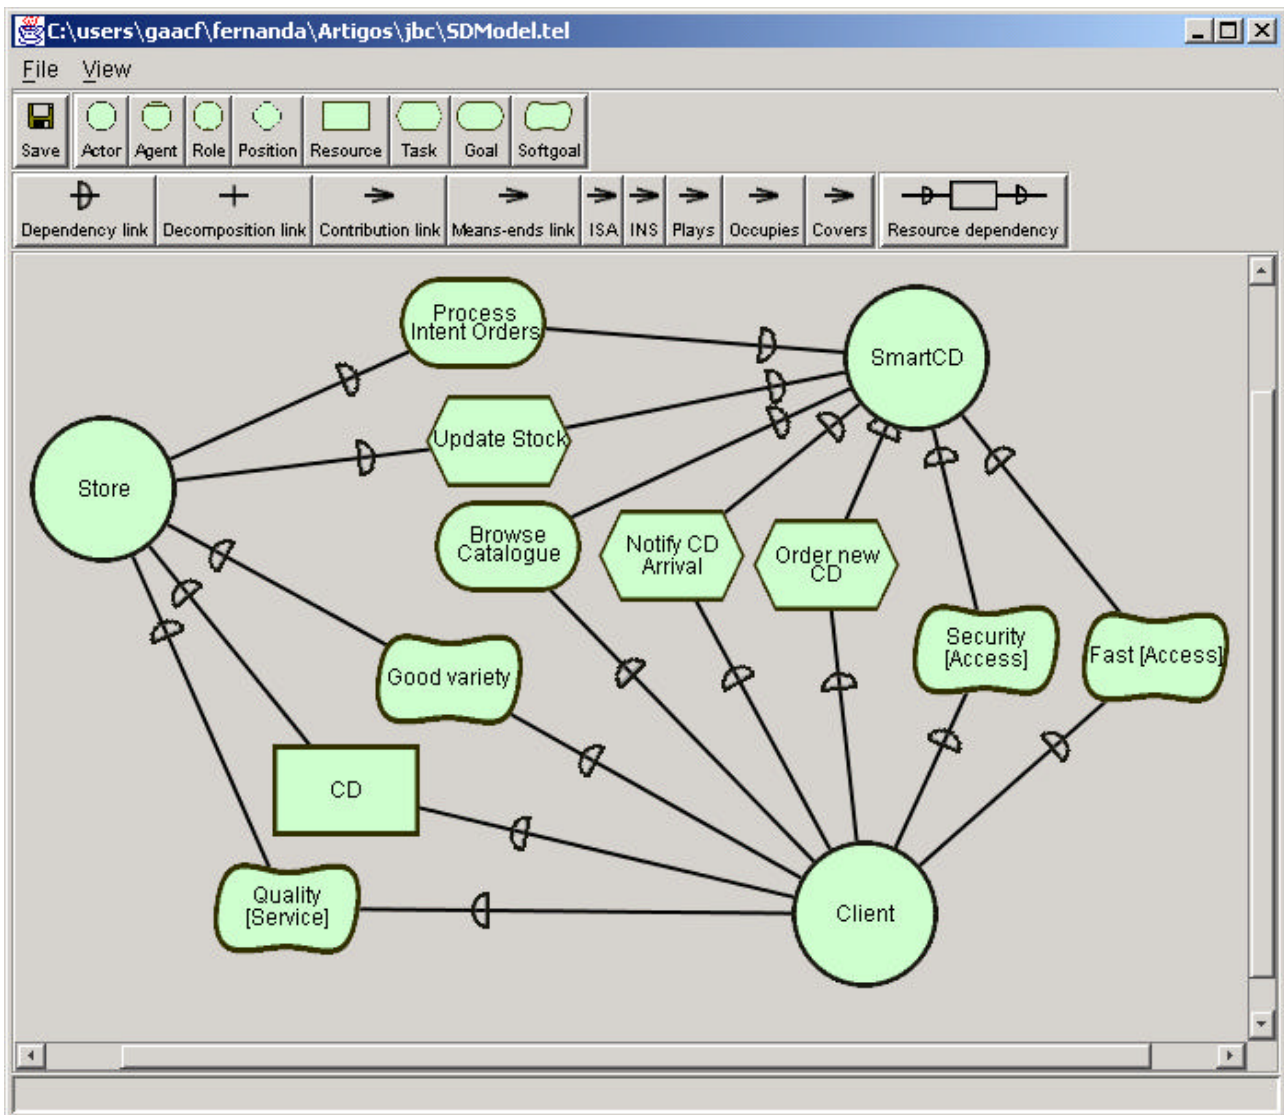 C:\users\gaacf\fernanda\Artigos\jbc\SDModel.tel
File View
Save Actor Agent Role Position Resource Task Goal Softgoal
Dependency link Decomposition link Contribution link Means-ends link ISA INS Plays Occupies Covers Resource dependency
Process
Intent Orders
SmartCD
Update Stock
Store
Browse
Catalogue
Notify CD
Arrival
Order new
CD
Security
[Access]
Fast [Access]
Good variety
CD
Quality
[Service]
Client